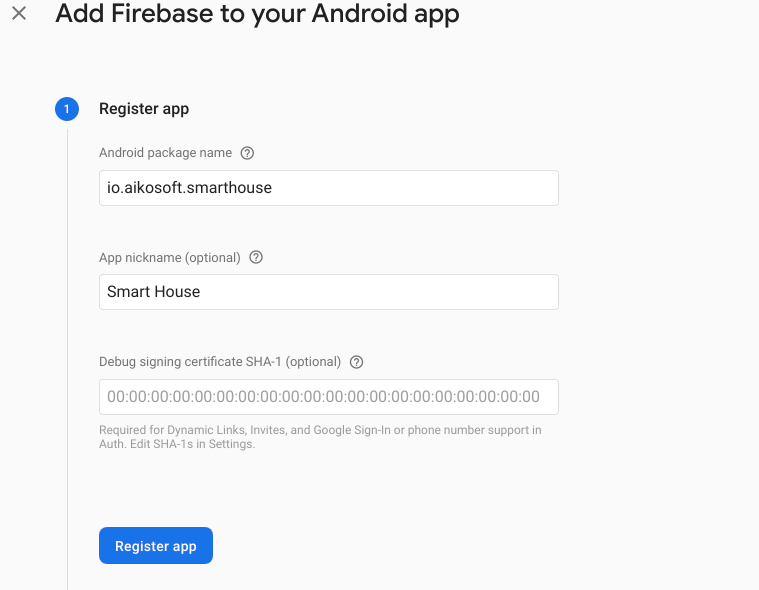 Add Firebase to your Android app
1 Register app
Android package name
io.aikosoft.smarthouse
App nickname (optional)
Smart House
Debug signing certificate SHA-1 (optional)
00:00:00:00:00:00:00:00:00:00:00:00:00:00:00:00:00:00:00:00
Required for Dynamic Links, Invites, and Google Sign-In or phone number support in
Auth. Edit SHA-1s in Settings.
Register app